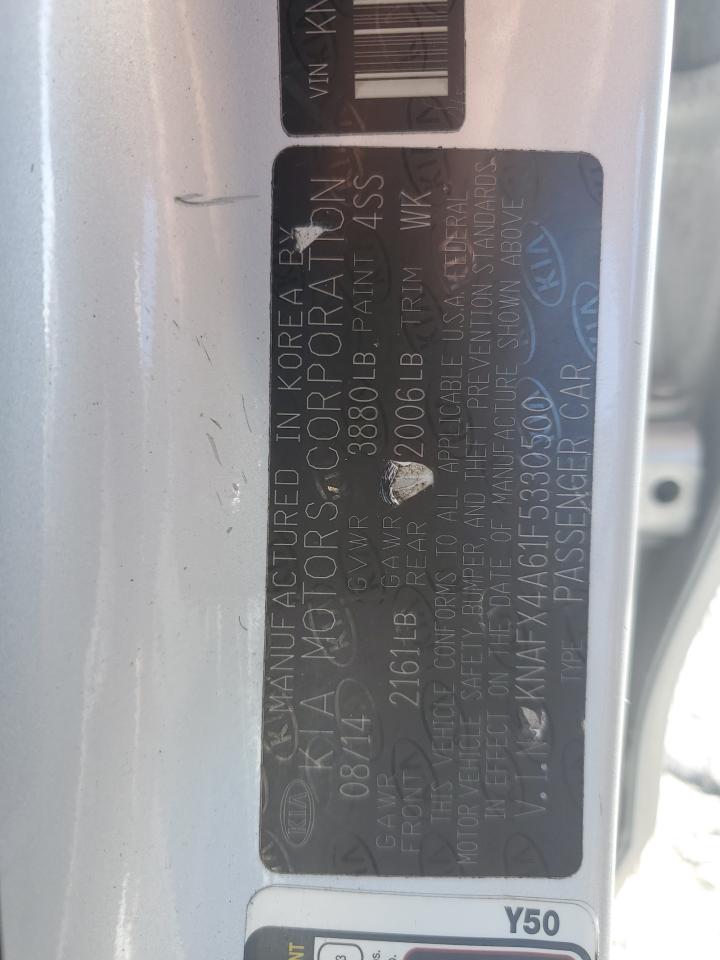 VIN KN
KIA
MANUFACTURED IN KOREA BY
KIA MOTORS CORPORATION
08/14 GVWR 3880LB PAINT 4SS
GAWR FRONT 2161LB GAWR REAR 2006LB TRIM WK
THIS VEHICLE CONFORMS TO ALL APPLICABLE U.S.A. FEDERAL
MOTOR VEHICLE SAFETY, BUMPER, AND THEFT PREVENTION STANDARDS
IN EFFECT ON THE DATE OF MANUFACTURE SHOWN ABOVE
V.I.N KNAFX4A61F5330500
TYPE PASSENGER CAR
Y50